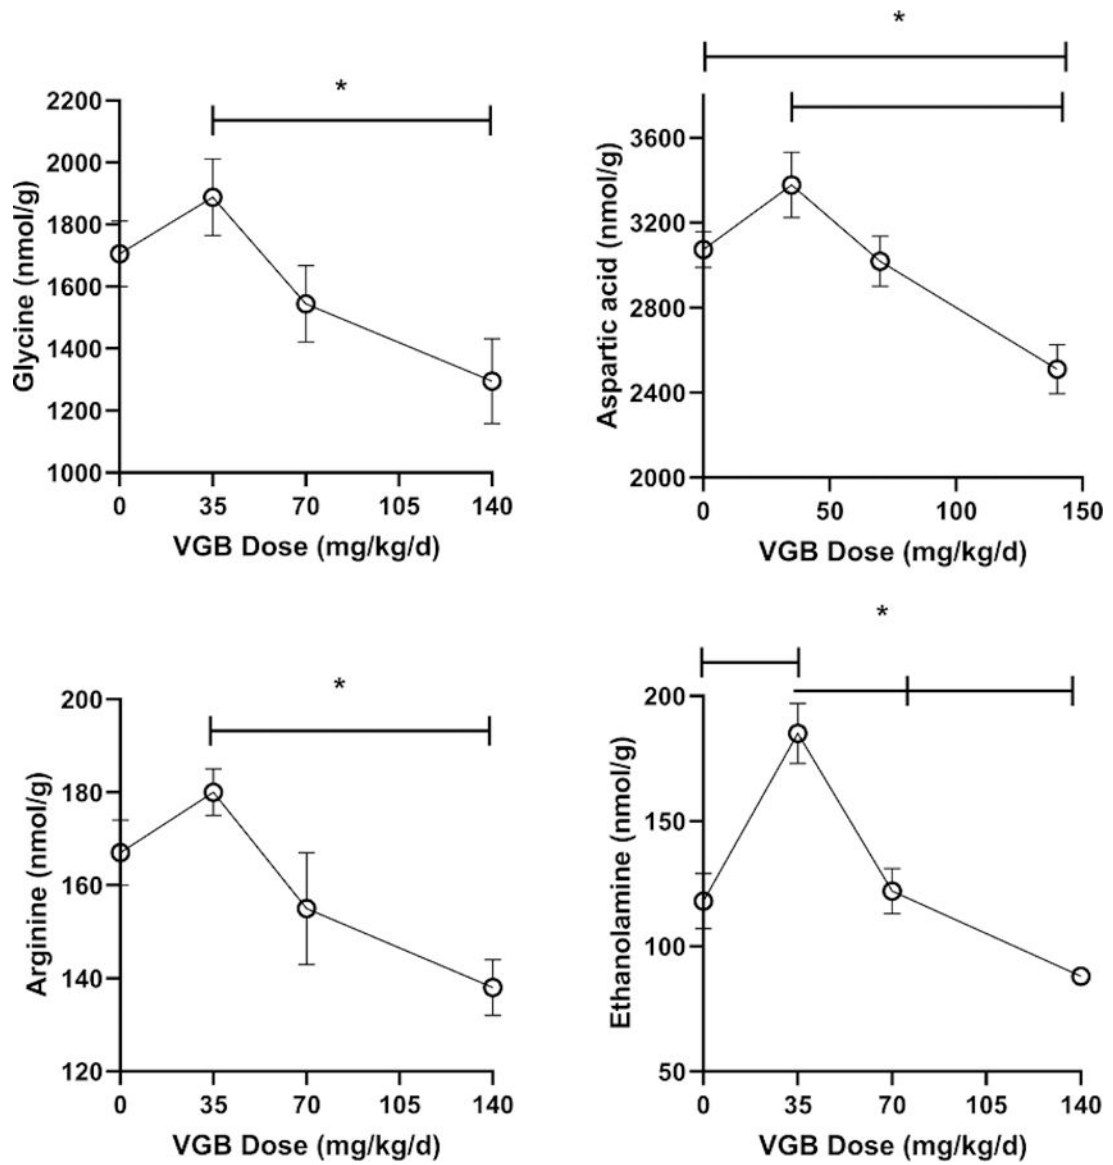 *
Glycine (nmol/g)
2200
2000
1800
1600
1400
1200
1000
0 35 70 105 140
VGB Dose (mg/kg/d)
*
Aspartic acid (nmol/g)
3600
3200
2800
2400
2000
0 50 100 150
VGB Dose (mg/kg/d)
*
Arginine (nmol/g)
200
180
160
140
120
0 35 70 105 140
VGB Dose (mg/kg/d)
*
Ethanolamine (nmol/g)
200
150
100
50
0 35 70 105 140
VGB Dose (mg/kg/d)